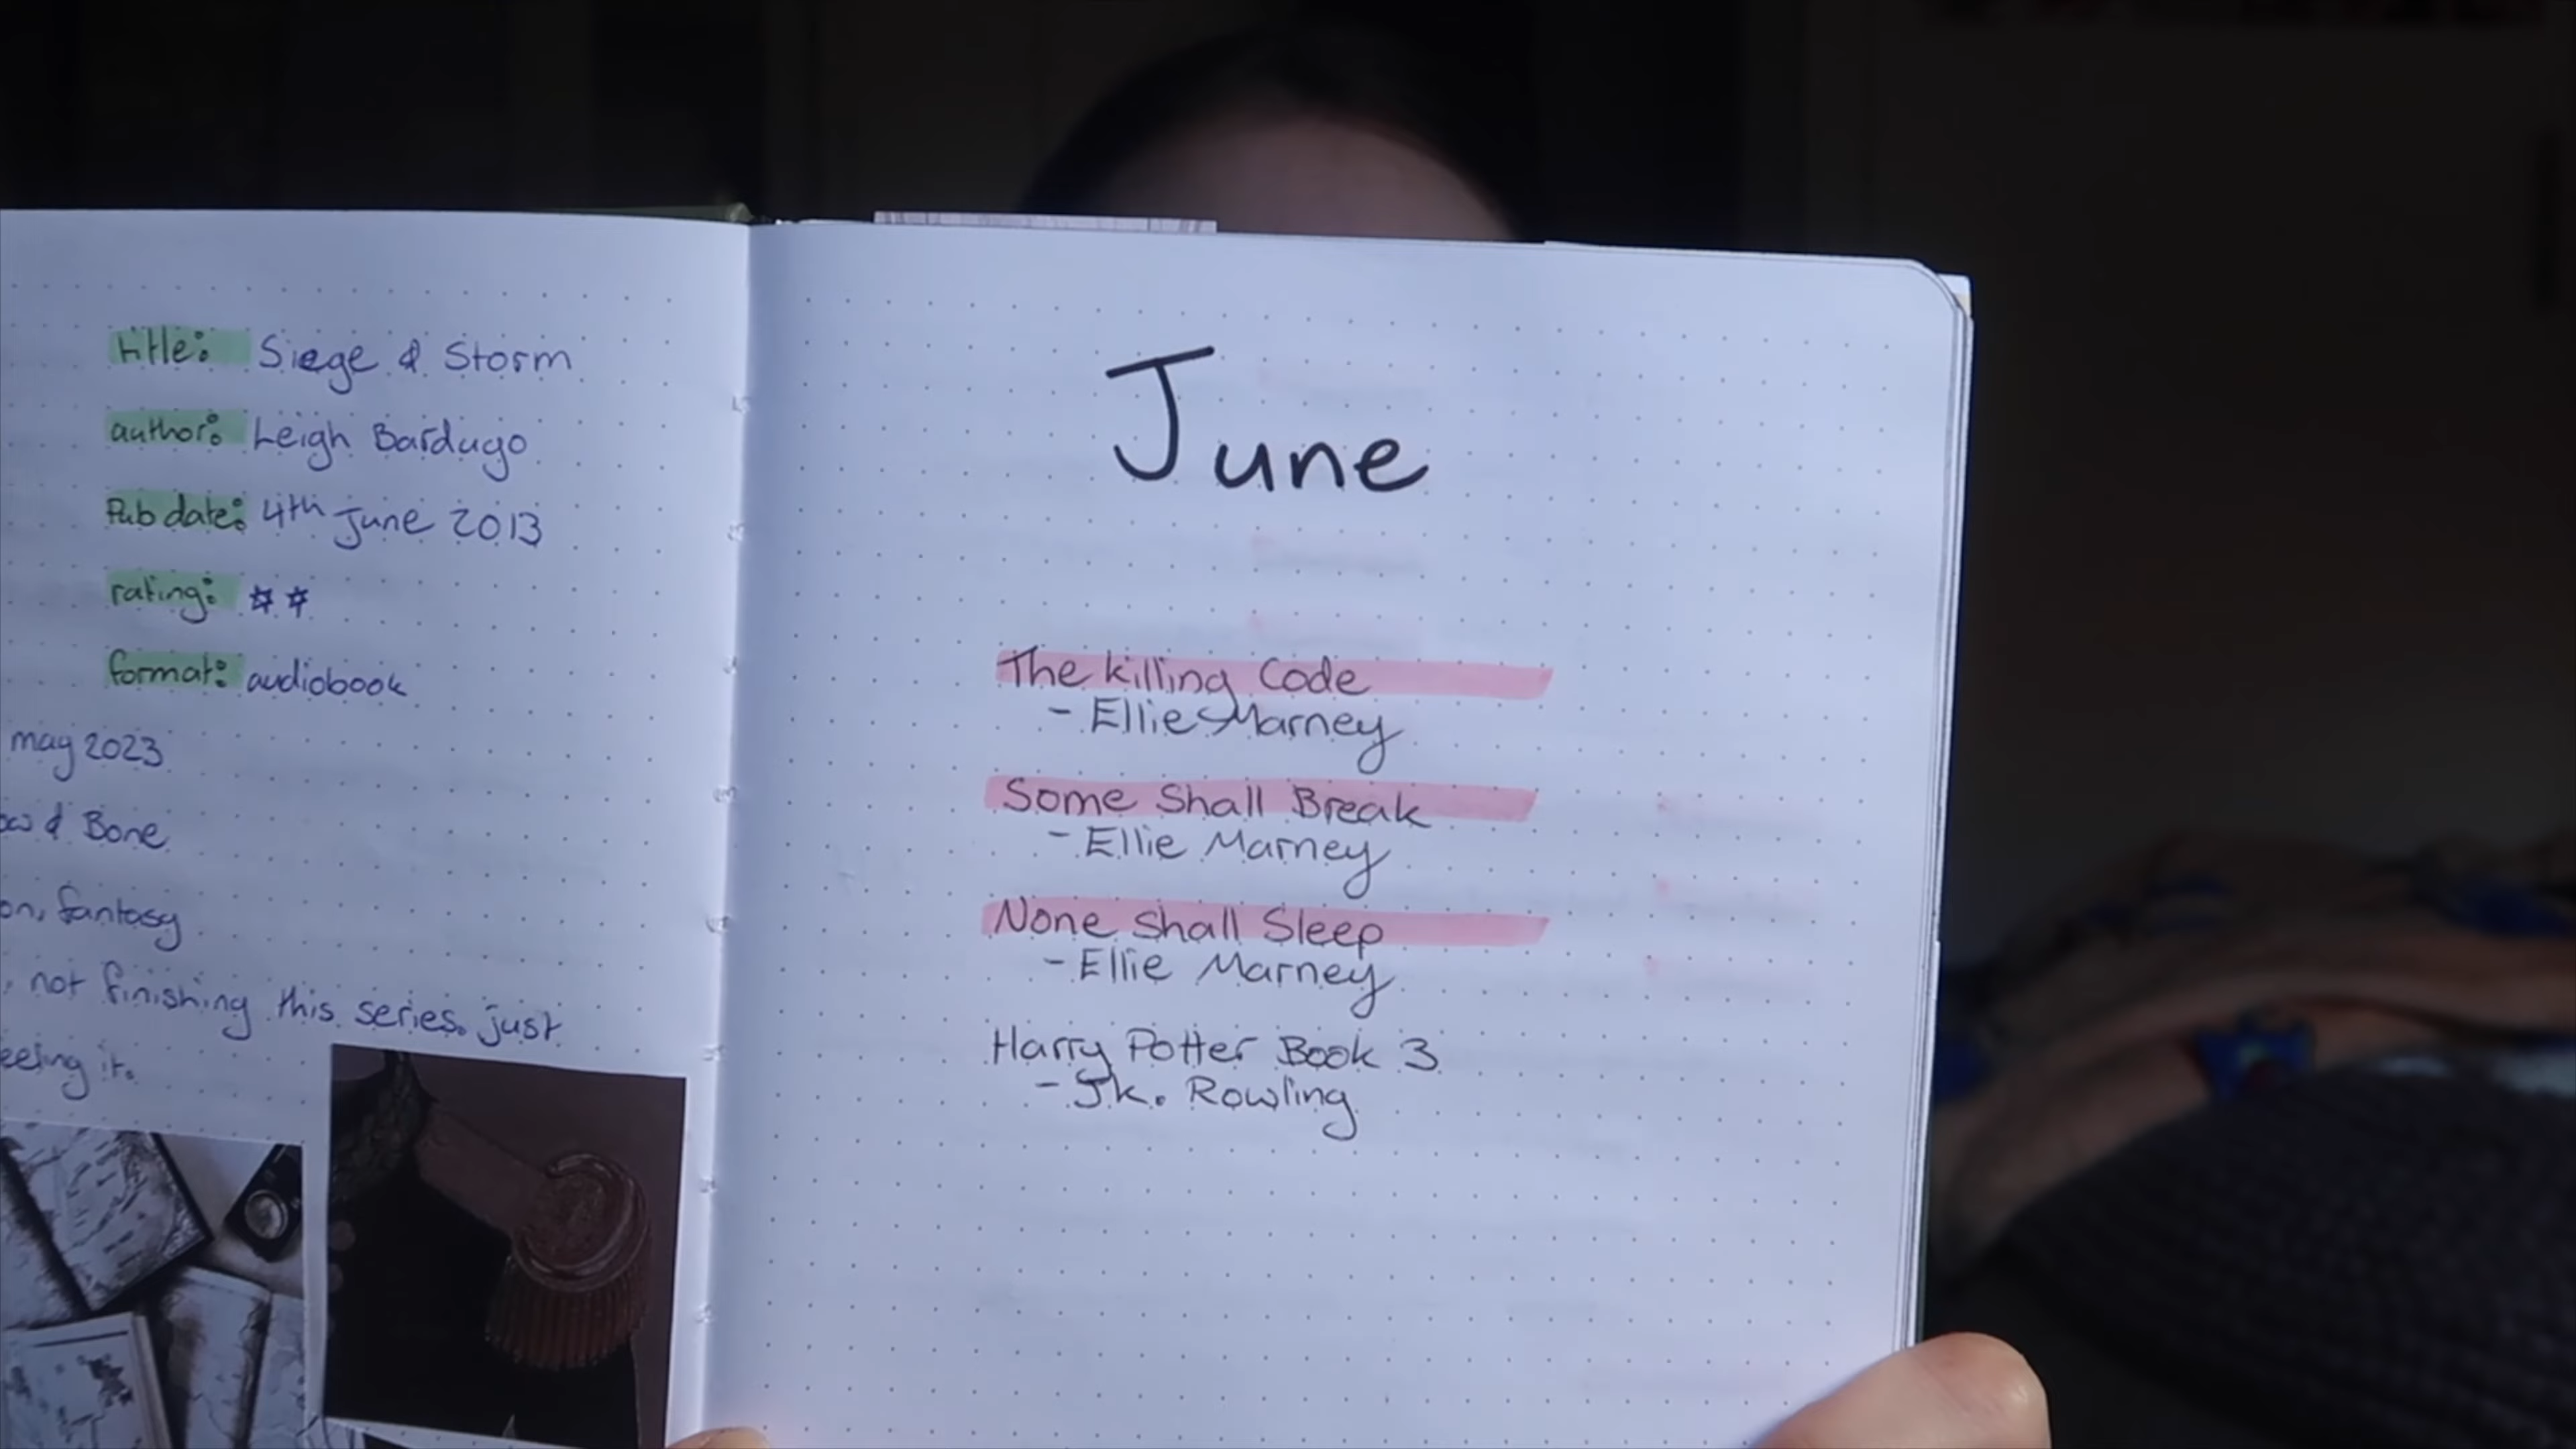 title: Siege & Storm
author: Leigh Bardugo
Pub date: 4th June 2013
rating: **
format: audiobook
may 2023
& Bone
fantasy
not finishing this series. just
it.
June
The Killing Code
- Ellie Marney
Some Shall Break
- Ellie Marney
None Shall Sleep
- Ellie Marney
Harry Potter Book 3
- J.K. Rowling